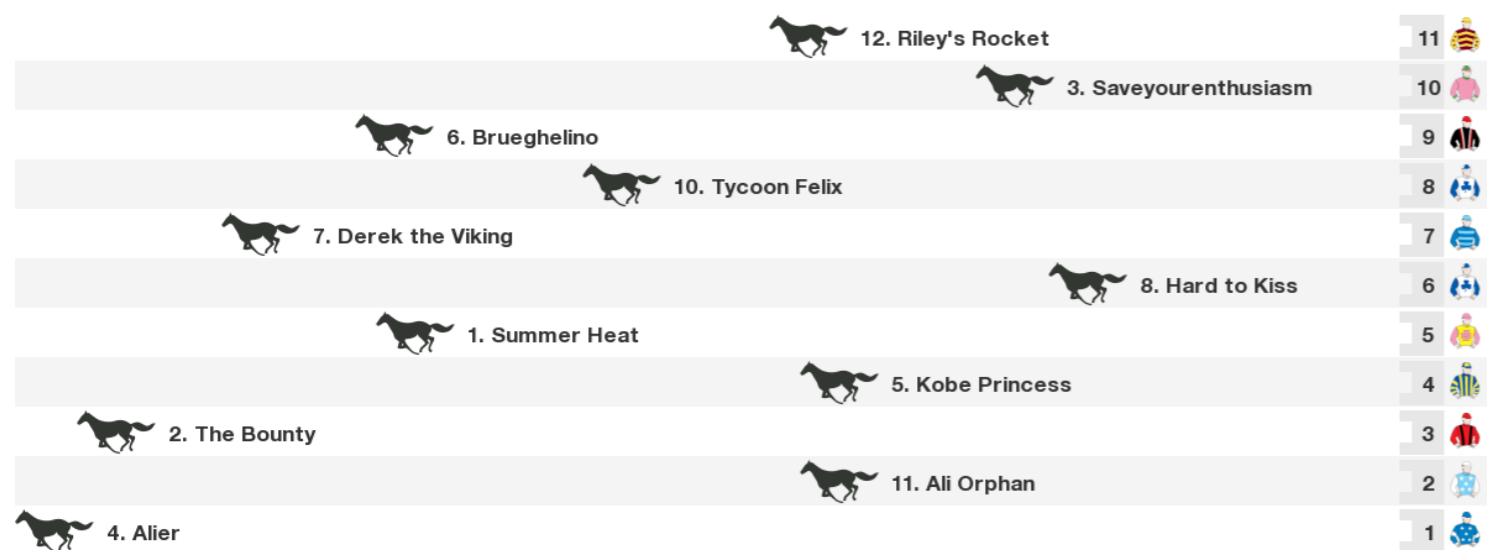 12. Riley's Rocket 11
3. Saveyourenthusiasm 10
6. Brueghelino 9
10. Tycoon Felix 8
7. Derek the Viking 7
8. Hard to Kiss 6
1. Summer Heat 5
5. Kobe Princess 4
2. The Bounty 3
11. Ali Orphan 2
4. Alier 1